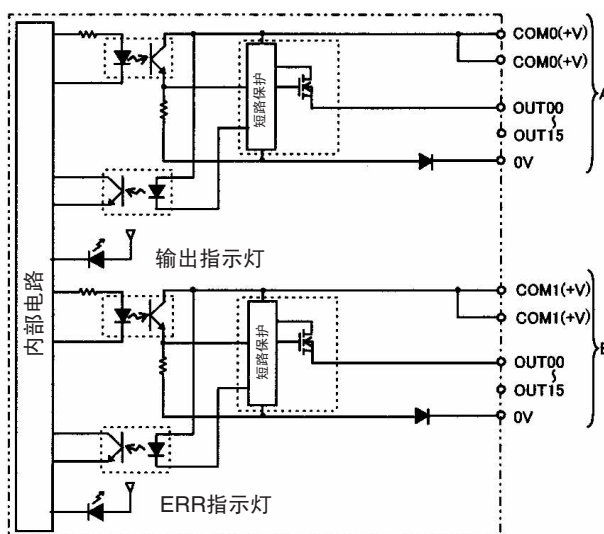 COM0(+V)
COM0(+V)
A
短路保护
OUT00
OUT15
0V
输出指示灯
内部电路
COM1(+V)
COM1(+V)
B
短路保护
OUT00
OUT15
0V
ERR指示灯